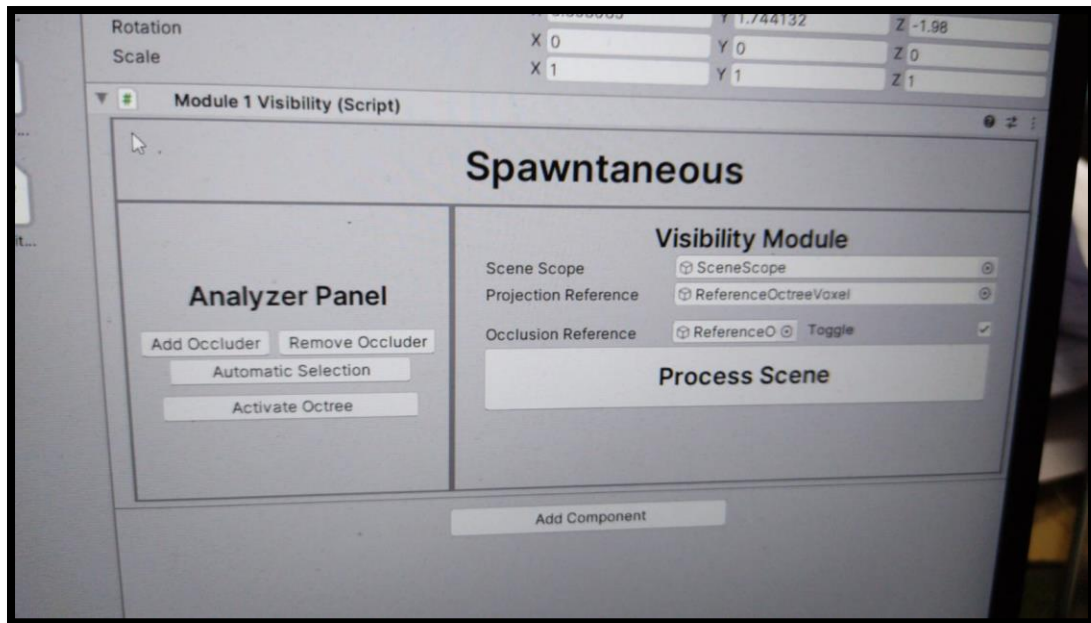 Y 1.744132 Z -1.98
Rotation X 0 Y 0 Z 0
Scale X 1 Y 1 Z 1
# Module 1 Visibility (Script)
Spawntaneous
Analyzer Panel
Add Occluder Remove Occluder
Automatic Selection
Activate Octree
Visibility Module
Scene Scope SceneScope
Projection Reference ReferenceOctreeVoxel
Occlusion Reference ReferenceO Toggle
Process Scene
Add Component
it...